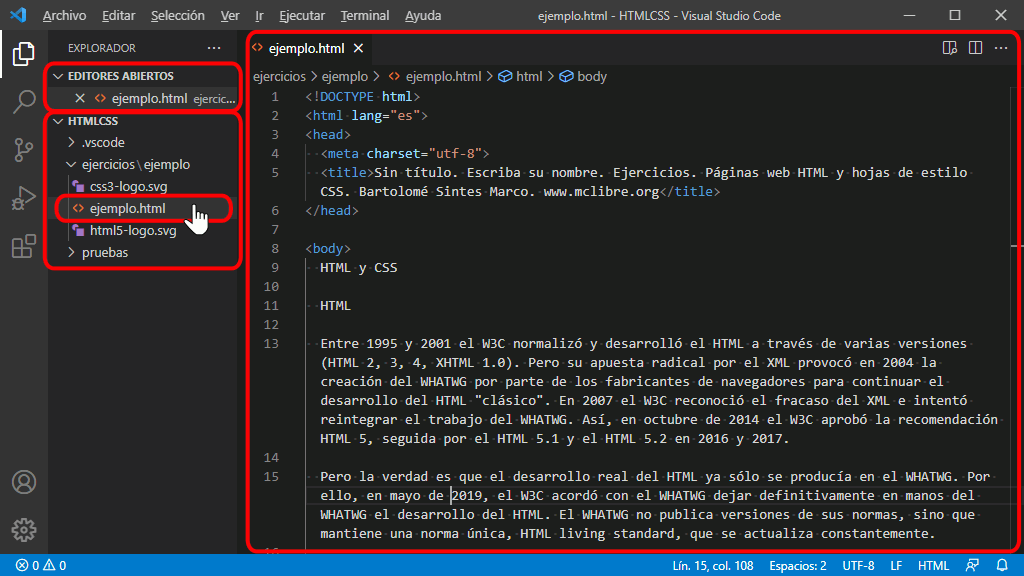 Archivo Editar Selección Ver Ir Ejecutar Terminal Ayuda ejemplo.html - HTMLCSS - Visual Studio Code
EXPLORADOR
EDITORES ABIERTOS
ejemplo.html ejercic...
HTMLCSS
.vscode
ejercicios\ejemplo
css3-logo.svg
ejemplo.html
html5-logo.svg
pruebas
ejemplo.html
ejercicios > ejemplo > ejemplo.html > html > body
1 <!DOCTYPE html>
2 <html lang="es">
3 <head>
4 <meta charset="utf-8">
5 <title>Sin título. Escriba su nombre. Ejercicios. Páginas web HTML y hojas de estilo
CSS. Bartolomé Sintes Marco. www.mclibre.org</title>
6 </head>
7
8 <body>
9 HTML y CSS
10
11 HTML
12
13 Entre 1995 y 2001 el W3C normalizó y desarrolló el HTML a través de varias versiones
(HTML 2, 3, 4, XHTML 1.0). Pero su apuesta radical por el XML provocó en 2004 la
creación del WHATWG por parte de los fabricantes de navegadores para continuar el
desarrollo del HTML "clásico". En 2007 el W3C reconoció el fracaso del XML e intentó
reintegrar el trabajo del WHATWG. Así, en octubre de 2014 el W3C aprobó la recomendación
HTML 5, seguida por el HTML 5.1 y el HTML 5.2 en 2016 y 2017.
14
15 Pero la verdad es que el desarrollo real del HTML ya sólo se producía en el WHATWG. Por
ello, en mayo de 2019, el W3C acordó con el WHATWG dejar definitivamente en manos del
WHATWG el desarrollo del HTML. El WHATWG no publica versiones de sus normas, sino que
mantiene una norma única, HTML living standard, que se actualiza constantemente.
0 0 Lín. 15, col. 108 Espacios: 2 UTF-8 LF HTML